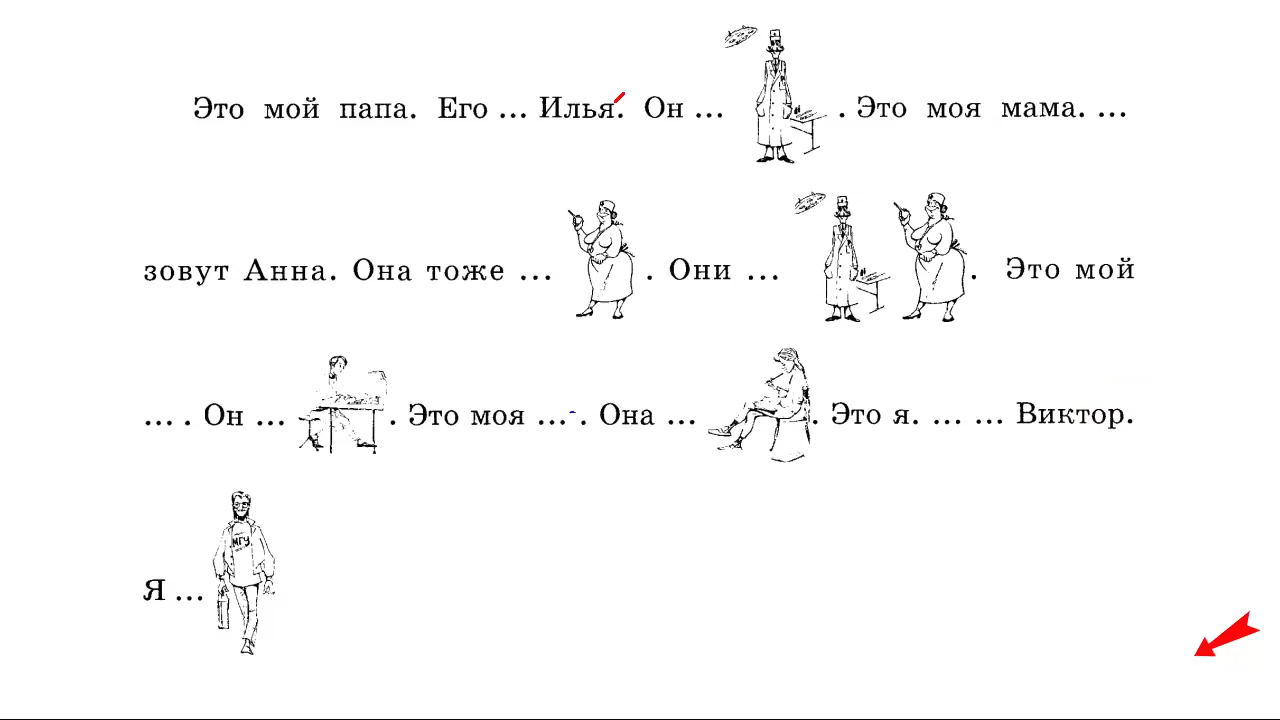 Это мой папа. Его ... Илья. Он ... . Это моя мама. ...
зовут Анна. Она тоже ... . Они ... . Это мой
... . Он ... . Это моя ... . Она ... . Это я. ... ... Виктор.
МГУ
Я ...